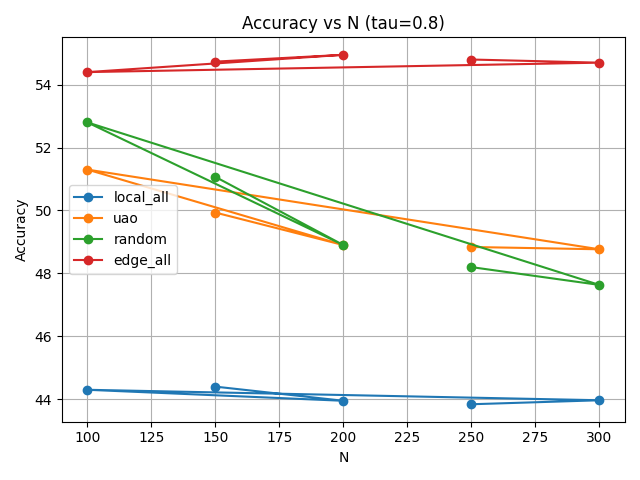 Accuracy vs N (tau=0.8)
Accuracy
54
52
50
48
46
44
local_all
uao
random
edge_all
100 125 150 175 200 225 250 275 300
N